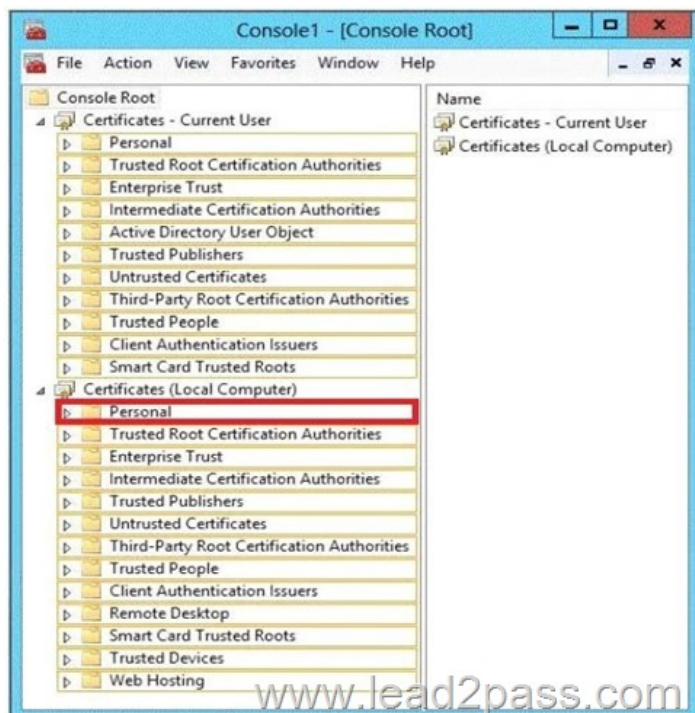 Console1 - [Console Root]
File Action View Favorites Window Help
Console Root
Certificates - Current User
Personal
Trusted Root Certification Authorities
Enterprise Trust
Intermediate Certification Authorities
Active Directory User Object
Trusted Publishers
Untrusted Certificates
Third-Party Root Certification Authorities
Trusted People
Client Authentication Issuers
Smart Card Trusted Roots
Certificates (Local Computer)
Personal
Trusted Root Certification Authorities
Enterprise Trust
Intermediate Certification Authorities
Trusted Publishers
Untrusted Certificates
Third-Party Root Certification Authorities
Trusted People
Client Authentication Issuers
Remote Desktop
Smart Card Trusted Roots
Trusted Devices
Web Hosting
Name
Certificates - Current User
Certificates (Local Computer)
www.lead2pass.com